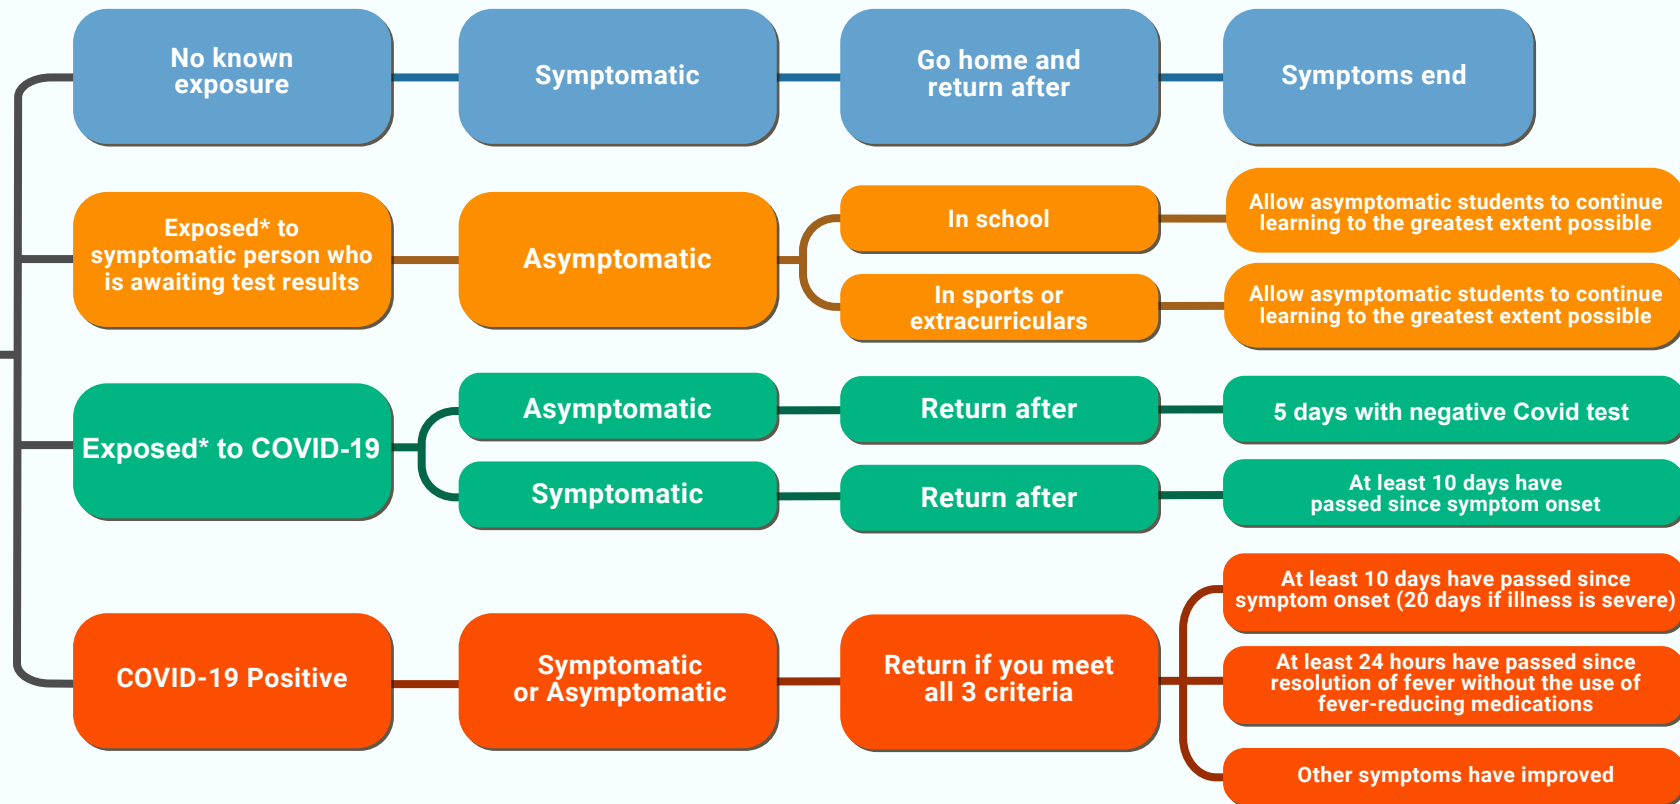 No known
exposure
Symptomatic
Go home and
return after
Symptoms end
Exposed* to
symptomatic person who
is awaiting test results
Asymptomatic
In school
Allow asymptomatic students to continue
learning to the greatest extent possible
In sports or
extracurriculars
Allow asymptomatic students to continue
learning to the greatest extent possible
Exposed* to COVID-19
Asymptomatic
Return after
5 days with negative Covid test
Symptomatic
Return after
At least 10 days have
passed since symptom onset
COVID-19 Positive
Symptomatic
or Asymptomatic
Return if you meet
all 3 criteria
At least 10 days have passed since
symptom onset (20 days if illness is severe)
At least 24 hours have passed since
resolution of fever without the use of
fever-reducing medications
Other symptoms have improved